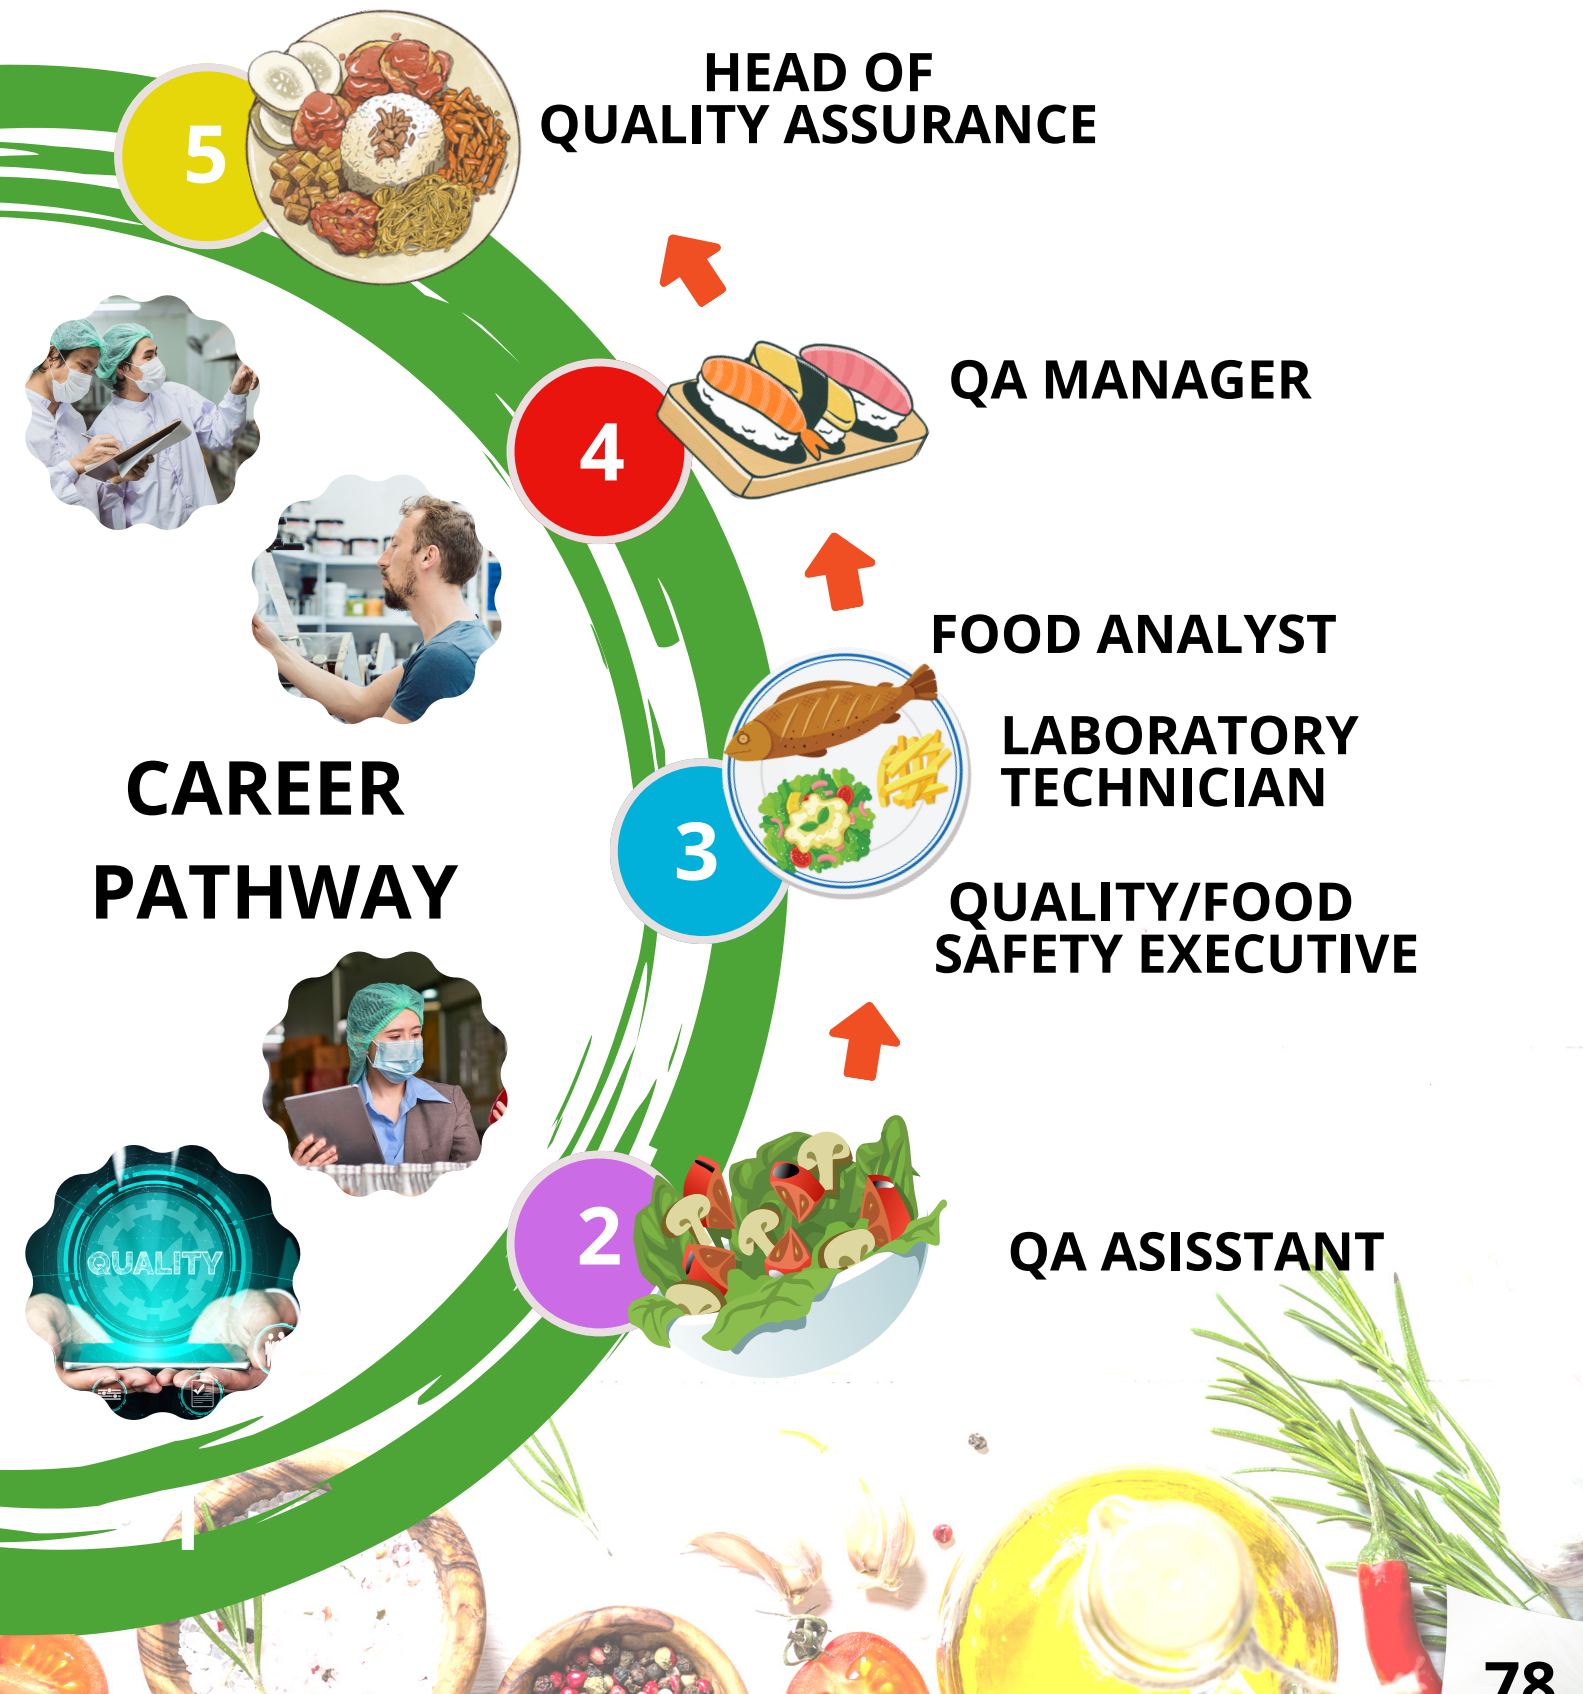 5
HEAD OF
QUALITY ASSURANCE
4
QA MANAGER
FOOD ANALYST
LABORATORY
TECHNICIAN
3
QUALITY/FOOD
SAFETY EXECUTIVE
CAREER
PATHWAY
2
QA ASISSTANT
QUALITY
78